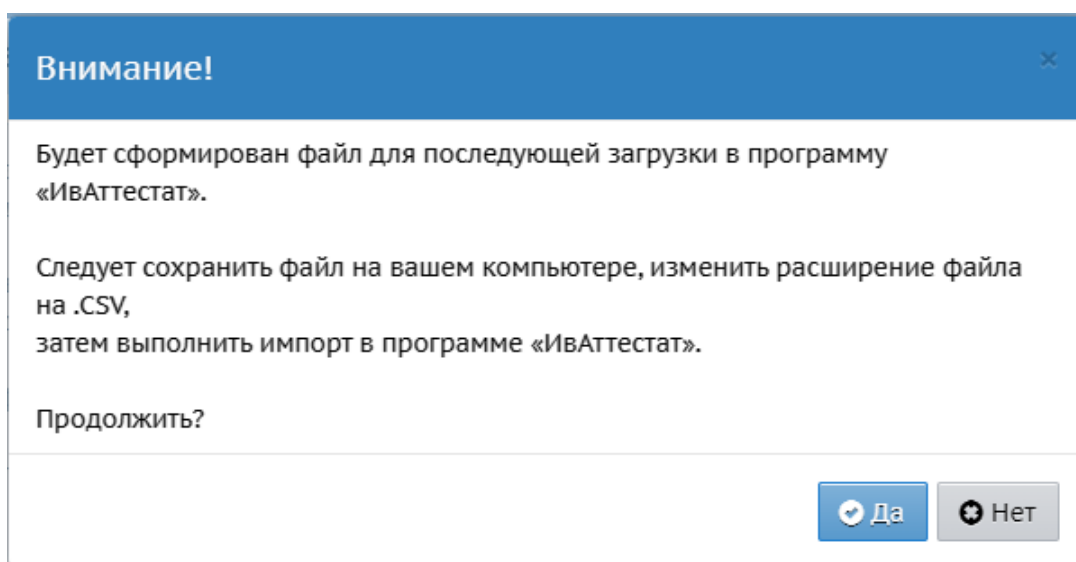 Внимание!
Будет сформирован файл для последующей загрузки в программу
«ИвАттестат».
Следует сохранить файл на вашем компьютере, изменить расширение файла
на .CSV,
затем выполнить импорт в программе «ИвАттестат».
Продолжить?
Да
Нет